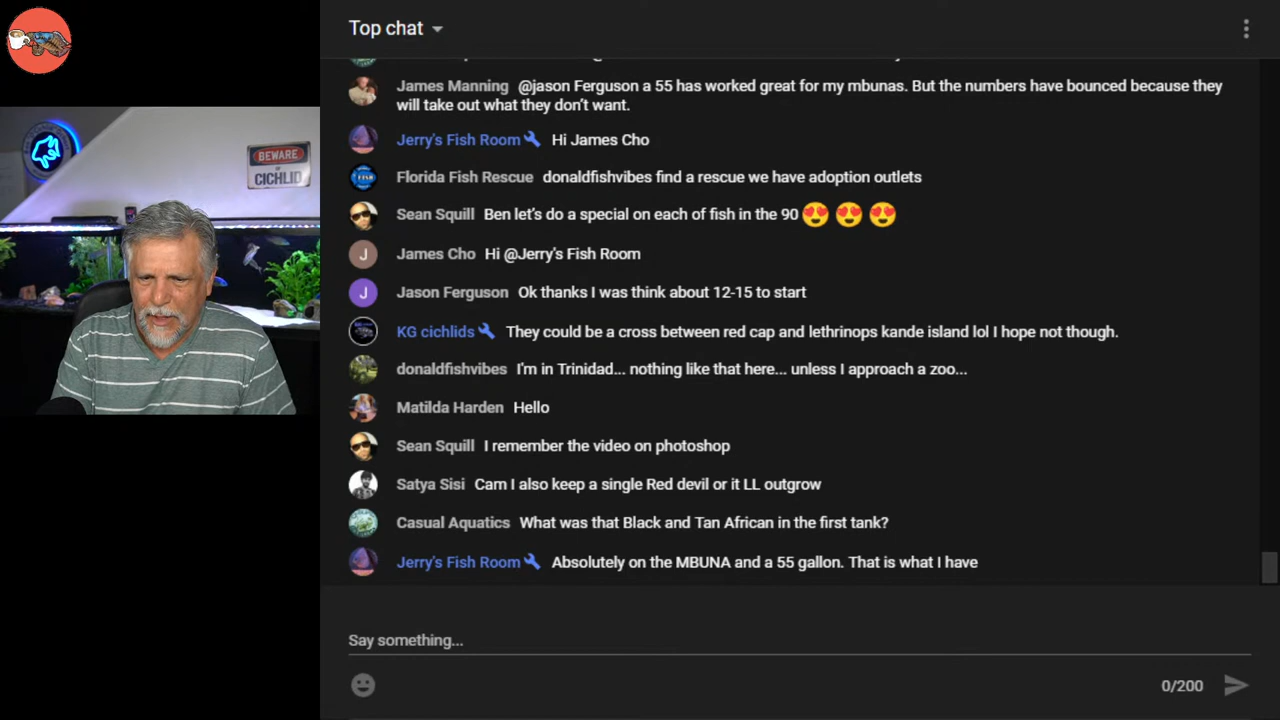 Top chat
James Manning @jason Ferguson a 55 has worked great for my mbunas. But the numbers have bounced because they
will take out what they don't want.
Jerry's Fish Room Hi James Cho
Florida Fish Rescue donaldfishvibes find a rescue we have adoption outlets
Sean Squill Ben let's do a special on each of fish in the 90 😍 😍 😍
J James Cho Hi @Jerry's Fish Room
J Jason Ferguson Ok thanks I was think about 12-15 to start
KG cichlids They could be a cross between red cap and lethrinops kande island lol I hope not though.
donaldfishvibes I'm in Trinidad... nothing like that here... unless I approach a zoo...
Matilda Harden Hello
Sean Squill I remember the video on photoshop
Satya Sisi Cam I also keep a single Red devil or it LL outgrow
Casual Aquatics What was that Black and Tan African in the first tank?
Jerry's Fish Room Absolutely on the MBUNA and a 55 gallon. That is what I have
Say something...
0/200
BEWARE
CICHLID